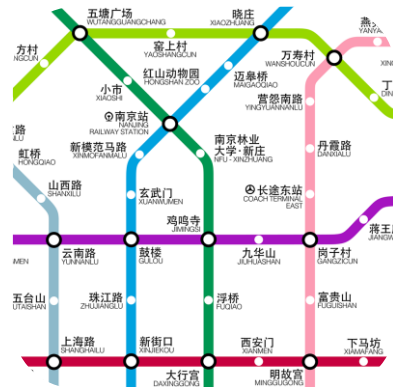 五塘广场
WUTANGGUANGCHANG
晓庄
XIAOZHUANG
燕
YANYA
方村
NGCUN
窑上村
YAOSHANGCUN
万寿村
WANSHOUCUN
红山动物园
HONGSHAN ZOO
迈皋桥
MAIGAOQIAO
小市
XIAOSHI
丁
DIN
XING
营苑南路
YINGYUANNANLU
南京站
NANJING
RAILWAY STATION
路
LU
新模范马路
XINMOFANMALU
南京林业
大学·新庄
NFU - XINZHUANG
丹霞路
DANXIALU
虹桥
HONGQIAO
山西路
SHANXILU
玄武门
XUANWUMEN
长途东站
COACH TERMINAL
EAST
鸡鸣寺
JIMINGSI
蒋王
JIANGW
MEN
云南路
YUNNANLU
鼓楼
GULOU
九华山
JIUHUASHAN
岗子村
GANGZICUN
五台山
UTAISHAN
珠江路
ZHUJIANGLU
浮桥
FUQIAO
富贵山
FUGUISHAN
上海路
SHANGHAILU
新街口
XINJIEKOU
西安门
XIANMEN
下马坊
XIAMAFANG
大行宫
DAXINGGONG
明故宫
MINGGUGONG